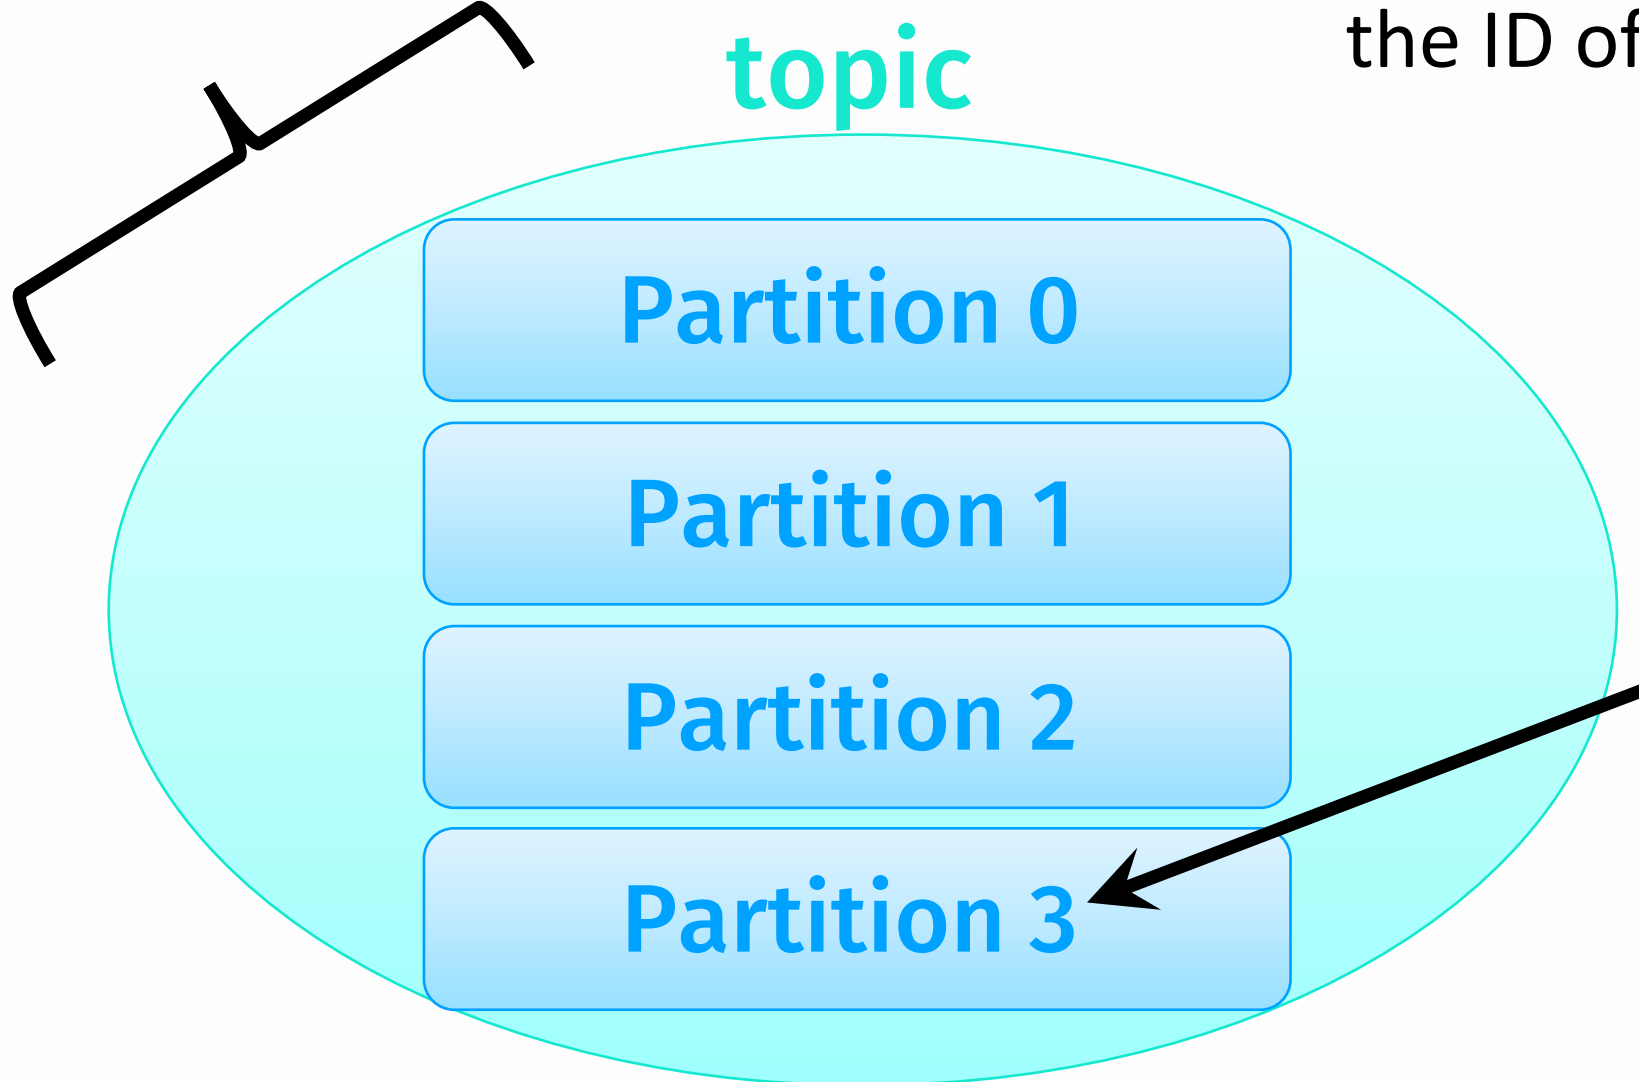 the ID of
topic
Partition 0
Partition 1
Partition 2
Partition 3